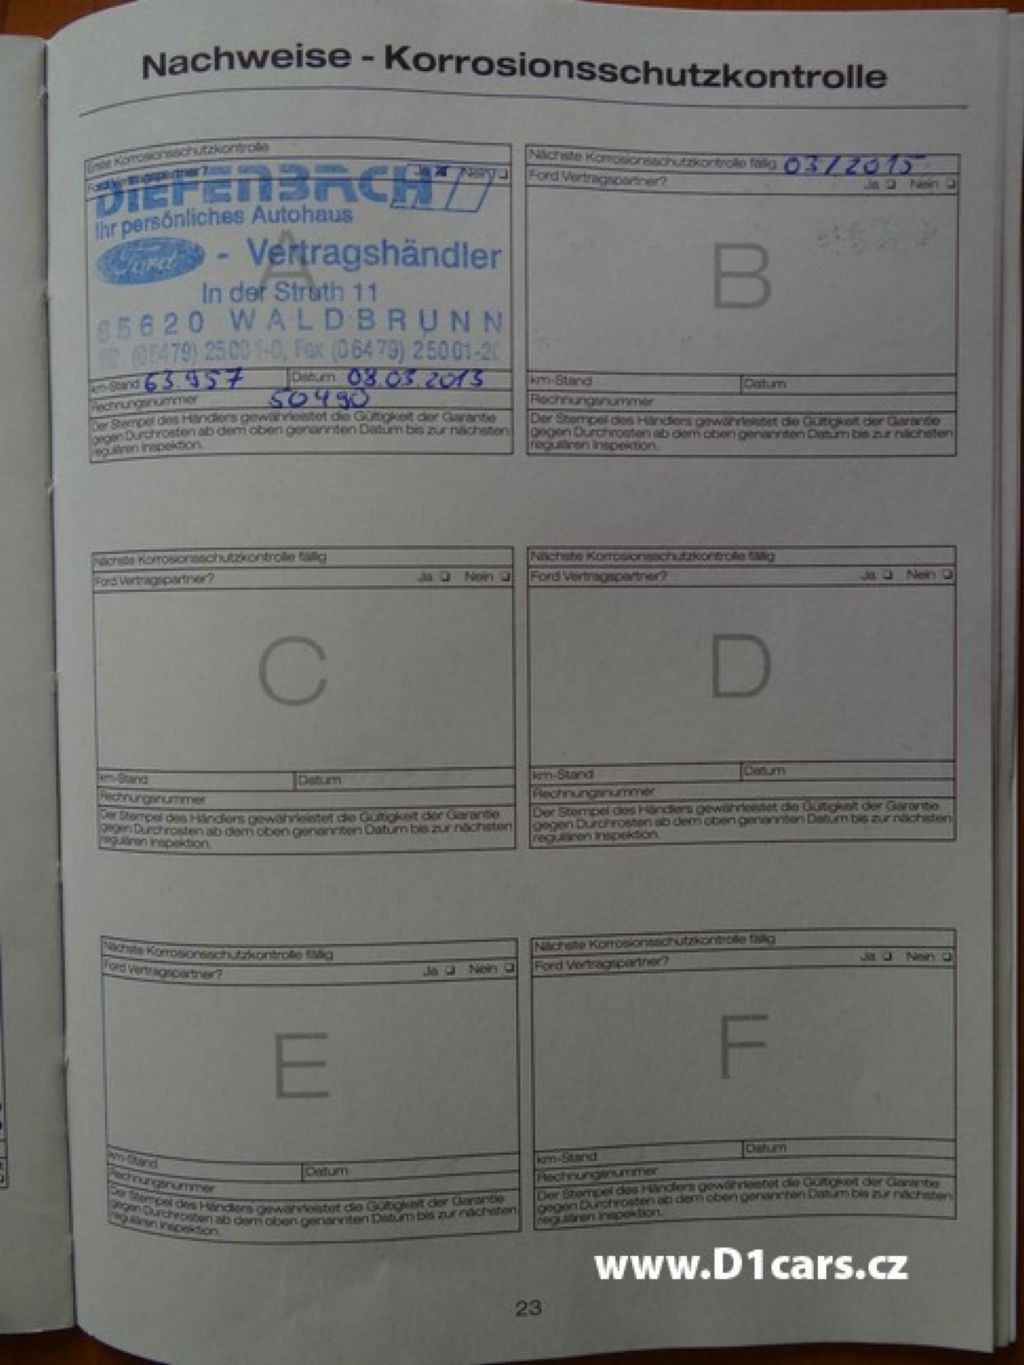 Nachweise - Korrosionsschutzkontrolle
Erste Korrosionsschutzkontrolle
Ja Nein
DIEFENBACH
Ihr persönliches Autohaus
Ford - Vertragshändler
A
In der Struth 11
65620 WALDBRUNN
(06479) 25001-0, Fax (06479) 25001-20
km-Stand 63957 Datum 08.03.2013
Rechnungsnummer 50490
Der Stempel des Händlers gewährleistet die Gültigkeit der Garantie
gegen Durchrosten ab dem oben genannten Datum bis zur nächsten
regulären Inspektion.
Nächste Korrosionsschutzkontrolle fällig 03/2015
Ford Vertragspartner? Ja Nein
B
km-Stand Datum
Rechnungsnummer
Der Stempel des Händlers gewährleistet die Gültigkeit der Garantie
gegen Durchrosten ab dem oben genannten Datum bis zur nächsten
regulären Inspektion.
Nächste Korrosionsschutzkontrolle fällig
Ford Vertragspartner? Ja Nein
C
km-Stand Datum
Rechnungsnummer
Der Stempel des Händlers gewährleistet die Gültigkeit der Garantie
gegen Durchrosten ab dem oben genannten Datum bis zur nächsten
regulären Inspektion.
Nächste Korrosionsschutzkontrolle fällig
Ford Vertragspartner? Ja Nein
D
km-Stand Datum
Rechnungsnummer
Der Stempel des Händlers gewährleistet die Gültigkeit der Garantie
gegen Durchrosten ab dem oben genannten Datum bis zur nächsten
regulären Inspektion.
Nächste Korrosionsschutzkontrolle fällig
Ford Vertragspartner? Ja Nein
E
km-Stand Datum
Rechnungsnummer
Der Stempel des Händlers gewährleistet die Gültigkeit der Garantie
gegen Durchrosten ab dem oben genannten Datum bis zur nächsten
regulären Inspektion.
Nächste Korrosionsschutzkontrolle fällig
Ford Vertragspartner? Ja Nein
F
km-Stand Datum
Rechnungsnummer
Der Stempel des Händlers gewährleistet die Gültigkeit der Garantie
gegen Durchrosten ab dem oben genannten Datum bis zur nächsten
regulären Inspektion.
www.D1cars.cz
23